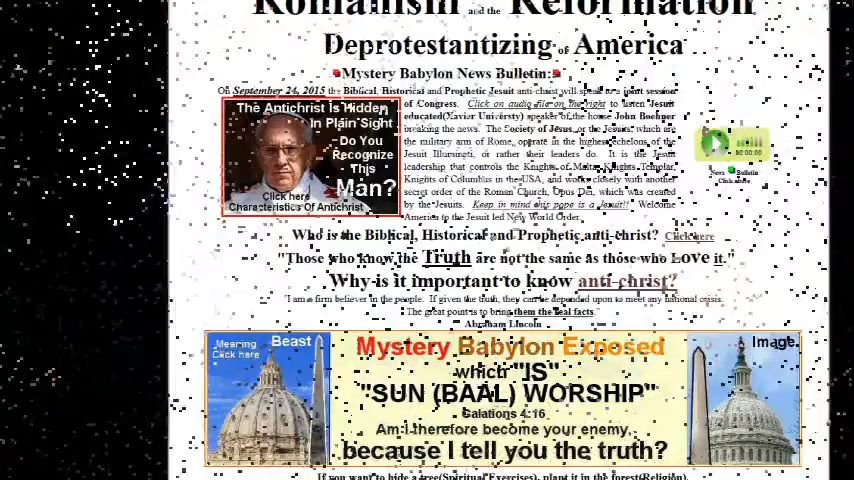 Romanism and the Reformation
Deprotestantizing of America
Mystery Babylon News Bulletin:
On September 24, 2015 the Biblical, Historical and Prophetic Jesuit anti-christ will speak to a joint session
of Congress. Click on audio file on the right to listen Jesuit
educated(Xavier University) speaker of the house John Boehner
breaking the news. The Society of Jesus, or the Jesuits, which are
the military arm of Rome, operate in the highest echelons of the
Jesuit Illuminati, or rather their leaders do. It is the Jesuit
leadership that controls the Knights of Malta, Knights Templar,
Knights of Columbus in the USA, and works closely with another
secret order of the Roman Church, Opus Dei, which was created
by the Jesuits. Keep in mind this pope is a Jesuit!! Welcome
America to the Jesuit led New World Order.
The Antichrist is Hidden
In Plain Sight
Do You
Recognize
This
Man?
Click here
Characteristics Of Antichrist
00:00:00
News Bulletin
Click above
Who is the Biblical, Historical and Prophetic anti-christ? Click here
"Those who know the Truth are not the same as those who Love it."
Why is it important to know anti-christ?
"I am a firm believer in the people. If given the truth, they can be depended upon to meet any national crisis.
The great point is to bring them the real facts.
Abraham Lincoln
Meaning
Click here
Beast
Mystery Babylon Exposed
which "IS"
"SUN (BAAL) WORSHIP"
Galations 4:16
Am I therefore become your enemy,
because I tell you the truth?
Image
If you want to hide a tree(Spiritual Exercises), plant it in the forest(Religion).